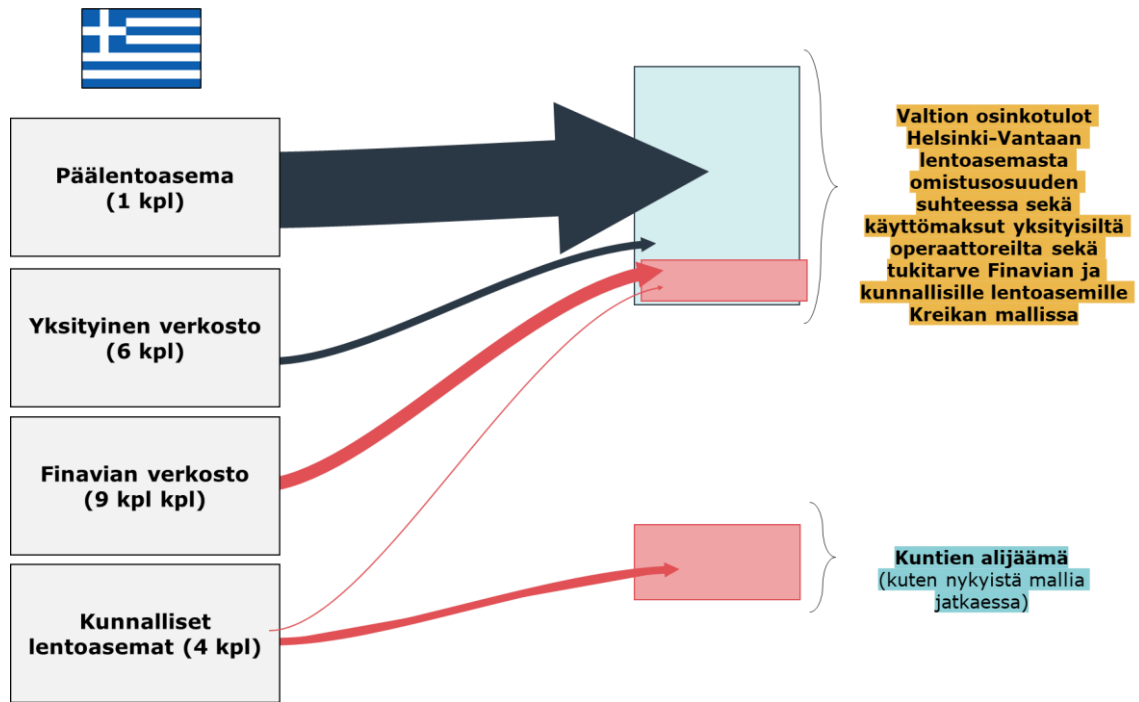 Päälentoasema
(1 kpl)
Yksityinen verkosto
(6 kpl)
Finavian verkosto
(9 kpl kpl)
Kunnalliset
lentoasemat (4 kpl)
Valtion osinkotulot
Helsinki-Vantaan
lentoasemasta
omistusosuuden
suhteessa sekä
käyttömaksut yksityisiltä
operaattoreilta sekä
tukitarve Finavian ja
kunnallisille lentoasemille
Kreikan mallissa
Kuntien alijäämä
(kuten nykyistä mallia
jatkaessa)